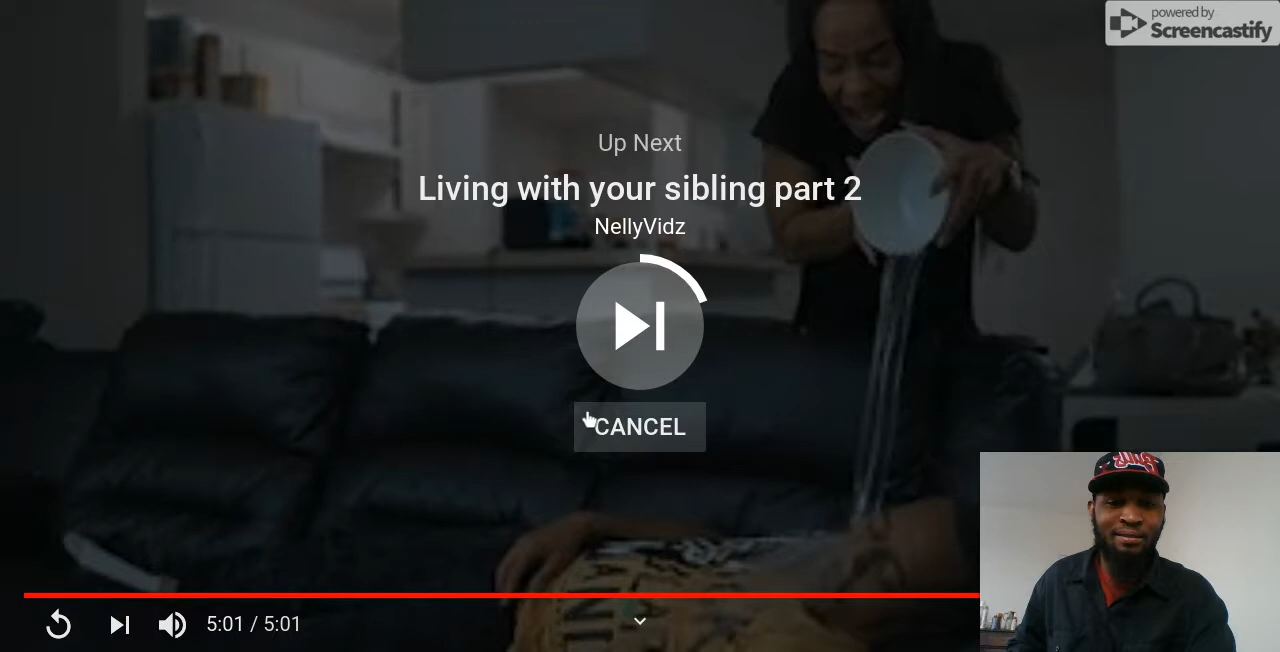 powered by
Screencastify
Up Next
Living with your sibling part 2
NellyVidz
CANCEL
5:01 / 5:01